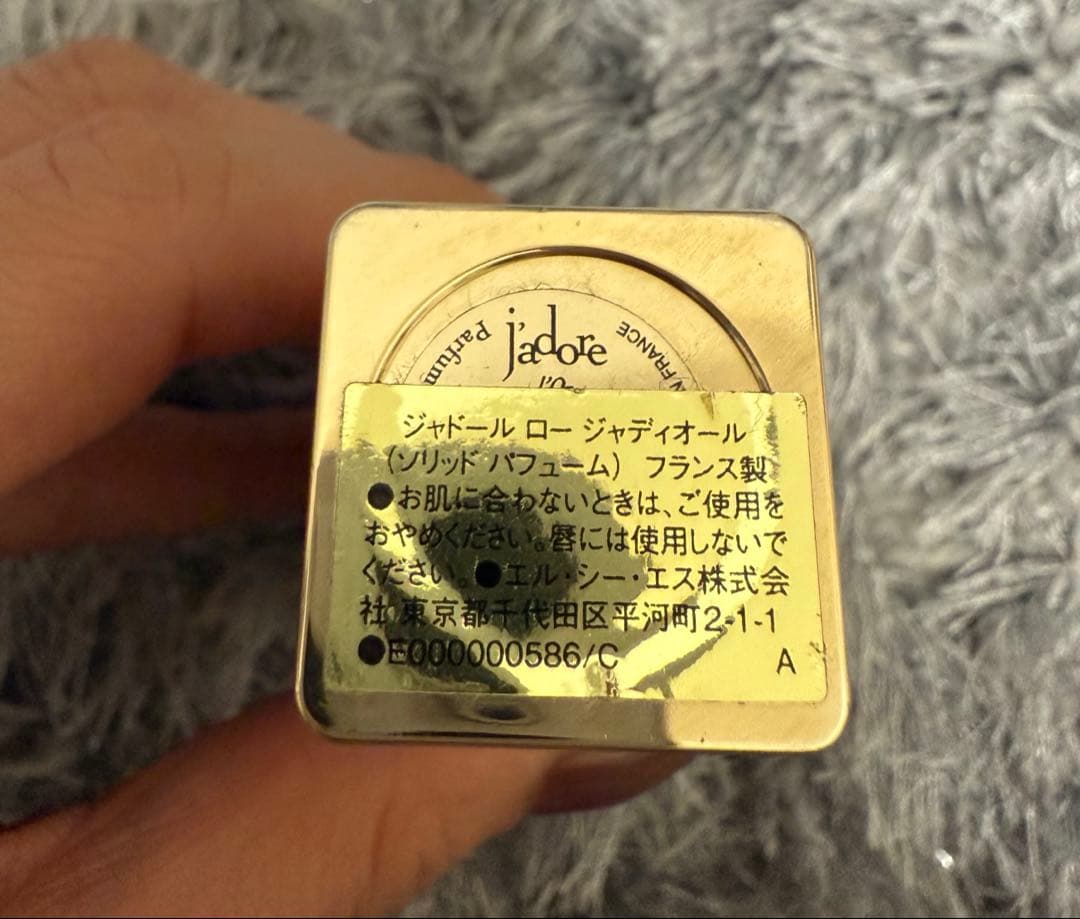 j'adore
Parfum
N FRANCE
ジャドール ロー ジャディオール
(ソリッド パフューム) フランス製
●お肌に合わないときは、ご使用を
おやめください。唇には使用しないで
ください。●エル・シー・エス株式会
社 東京都千代田区平河町2-1-1
●E000000586/C A